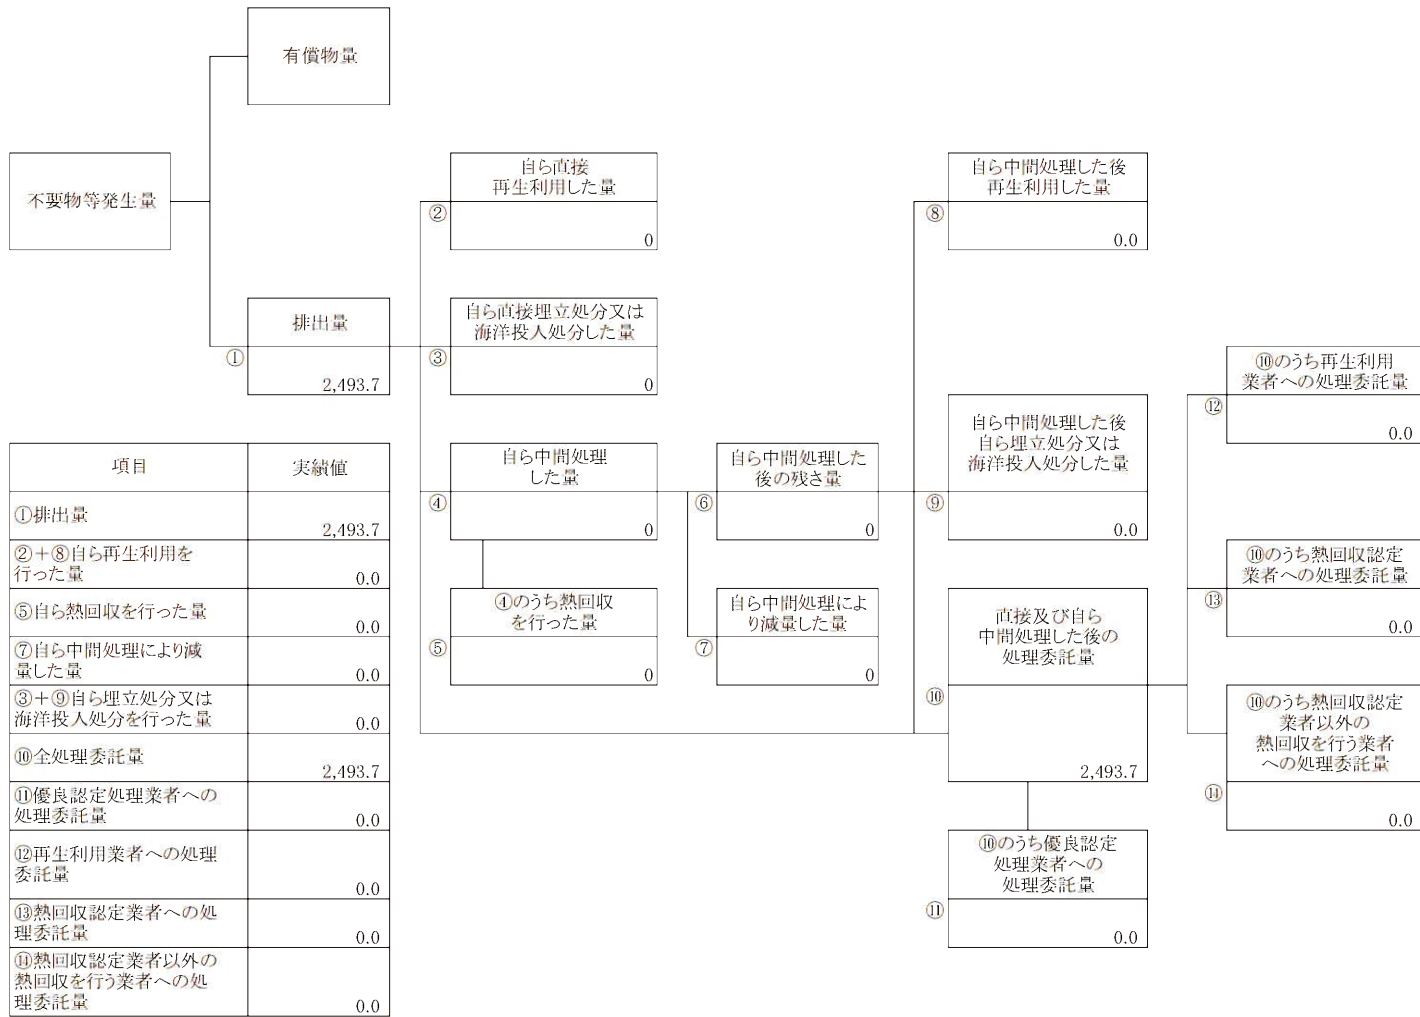 有償物量
不要物等発生量
排出量
①
2,493.7
自ら直接
再生利用した量
②
0
自ら直接埋立処分又は
海洋投入処分した量
③
0
自ら中間処理
した量
④
0
④のうち熱回収
を行った量
⑤
0
自ら中間処理した
後の残さ量
⑥
0
自ら中間処理によ
り減量した量
⑦
0
自ら中間処理した後
再生利用した量
⑧
0.0
自ら中間処理した後
自ら埋立処分又は
海洋投入処分した量
⑨
0.0
直接及び自ら
中間処理した後の
処理委託量
⑩
2,493.7
⑩のうち優良認定
処理業者への
処理委託量
⑪
0.0
⑩のうち再生利用
業者への処理委託量
⑫
0.0
⑩のうち熱回収認定
業者への処理委託量
⑬
0.0
⑩のうち熱回収認定
業者以外の
熱回収を行う業者
への処理委託量
⑭
0.0
項目 実績値
①排出量
2,493.7
②＋⑧自ら再生利用を
行った量
0.0
⑤自ら熱回収を行った量
0.0
⑦自ら中間処理により減
量した量
0.0
③＋⑨自ら埋立処分又は
海洋投入処分を行った量
0.0
⑩全処理委託量
2,493.7
⑪優良認定処理業者への
処理委託量
0.0
⑫再生利用業者への処理
委託量
0.0
⑬熱回収認定業者への処
理委託量
0.0
⑭熱回収認定業者以外の
熱回収を行う業者への処
理委託量
0.0